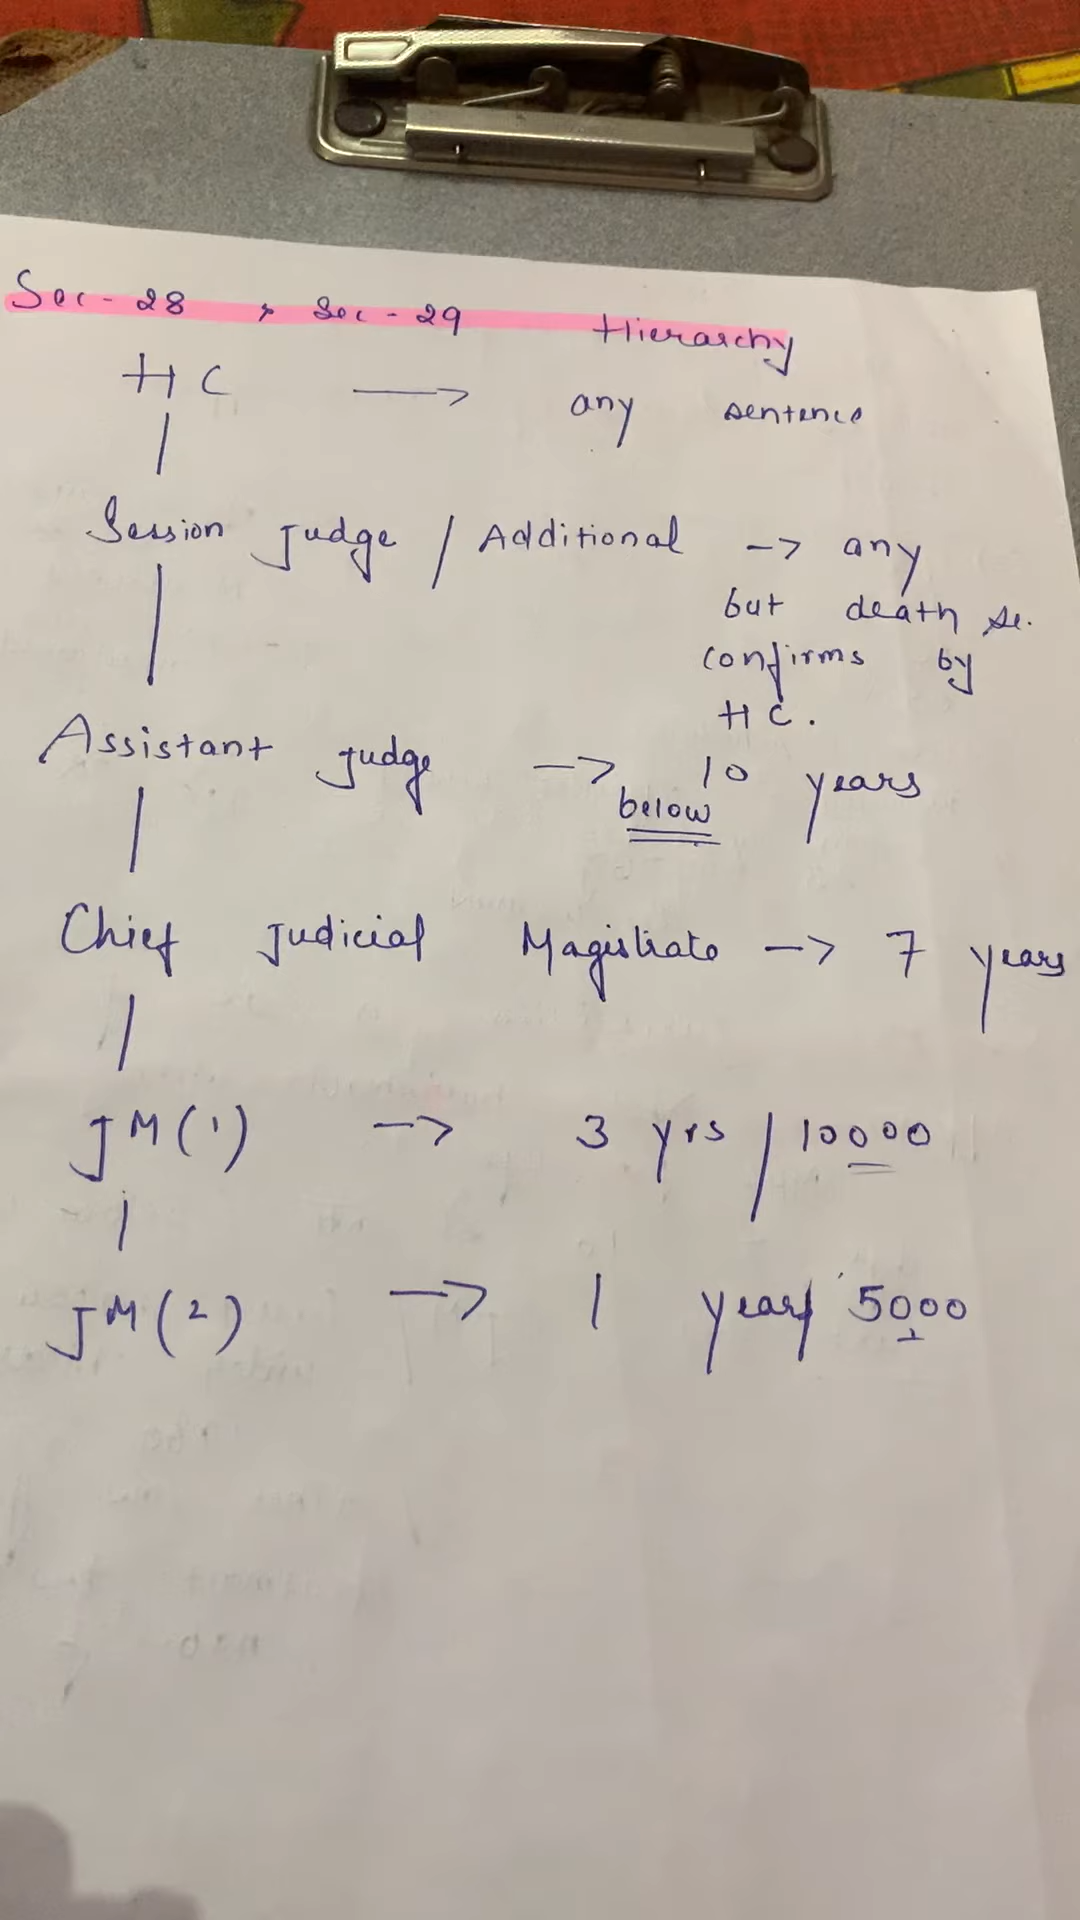 Sec-28 , Sec-29 Hierarchy
HC → any sentence
Session Judge / Additional → any
but death se.
confirms by
HC.
Assistant Judge → 10 years
below
Chief Judicial Magistrate → 7 years
JM(1) → 3 yrs / 10000
JM(2) → 1 year/ 5000